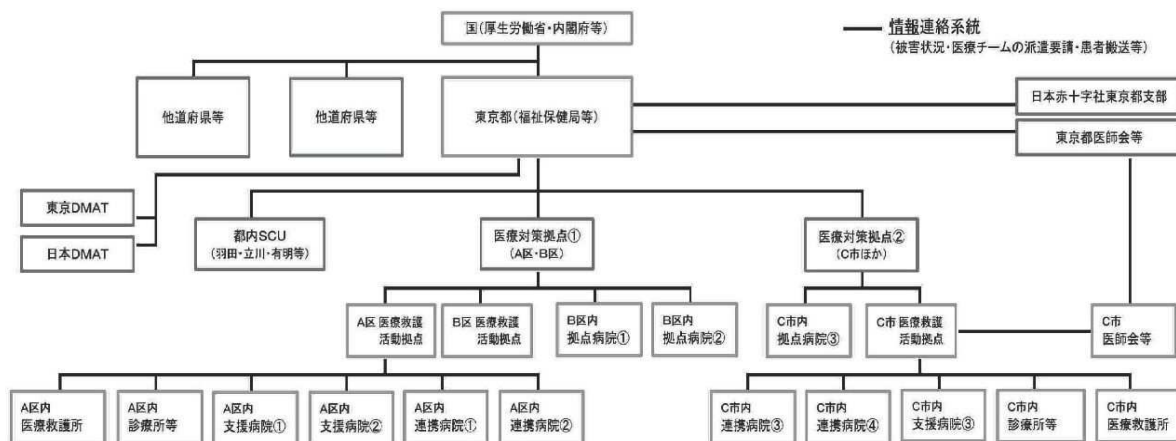 国(厚生労働省・内閣府等)
情報連絡系統
(被害状況・医療チームの派遣要請・患者搬送等)
他道府県等
他道府県等
東京都(福祉保健局等)
日本赤十字社東京都支部
東京都医師会等
東京DMAT
日本DMAT
都内SCU
(羽田・立川・有明等)
医療対策拠点①
(A区・B区)
医療対策拠点②
(C市ほか)
A区 医療救護
活動拠点
B区 医療救護
活動拠点
B区内
拠点病院①
B区内
拠点病院②
C市内
拠点病院③
C市 医療救護
活動拠点
C市
医師会等
A区内
医療救護所
A区内
診療所等
A区内
支援病院①
A区内
支援病院②
A区内
連携病院①
A区内
連携病院②
C市内
連携病院③
C市内
連携病院④
C市内
支援病院③
C市内
診療所等
C市内
医療救護所